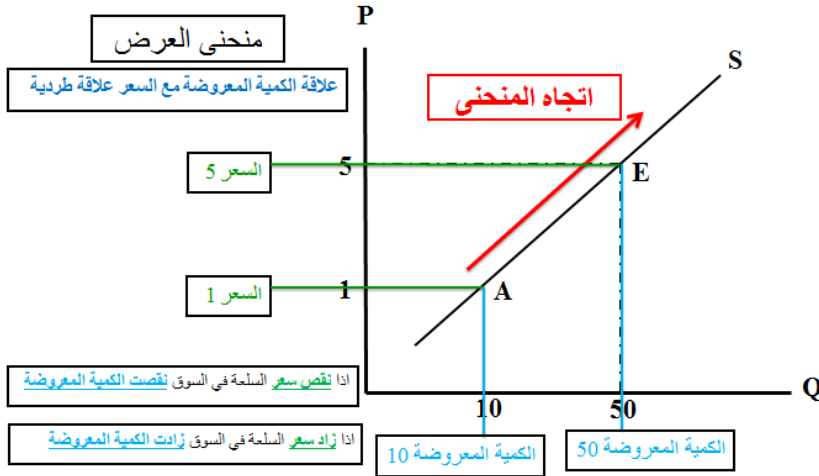 منحنى العرض
علاقة الكمية المعروضة مع السعر علاقة طردية
P
S
اتجاه المنحنى
السعر 5
5
E
السعر 1
1
A
10
50
Q
اذا نقص سعر السلعة في السوق نقصت الكمية المعروضة
اذا زاد سعر السلعة في السوق زادت الكمية المعروضة
الكمية المعروضة 10
الكمية المعروضة 50